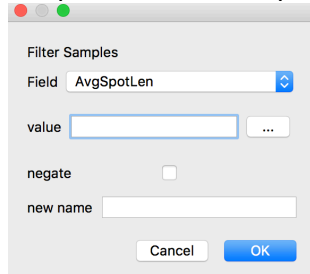 Filter Samples
Field AvgSpotLen
value ...
negate
new name
Cancel OK